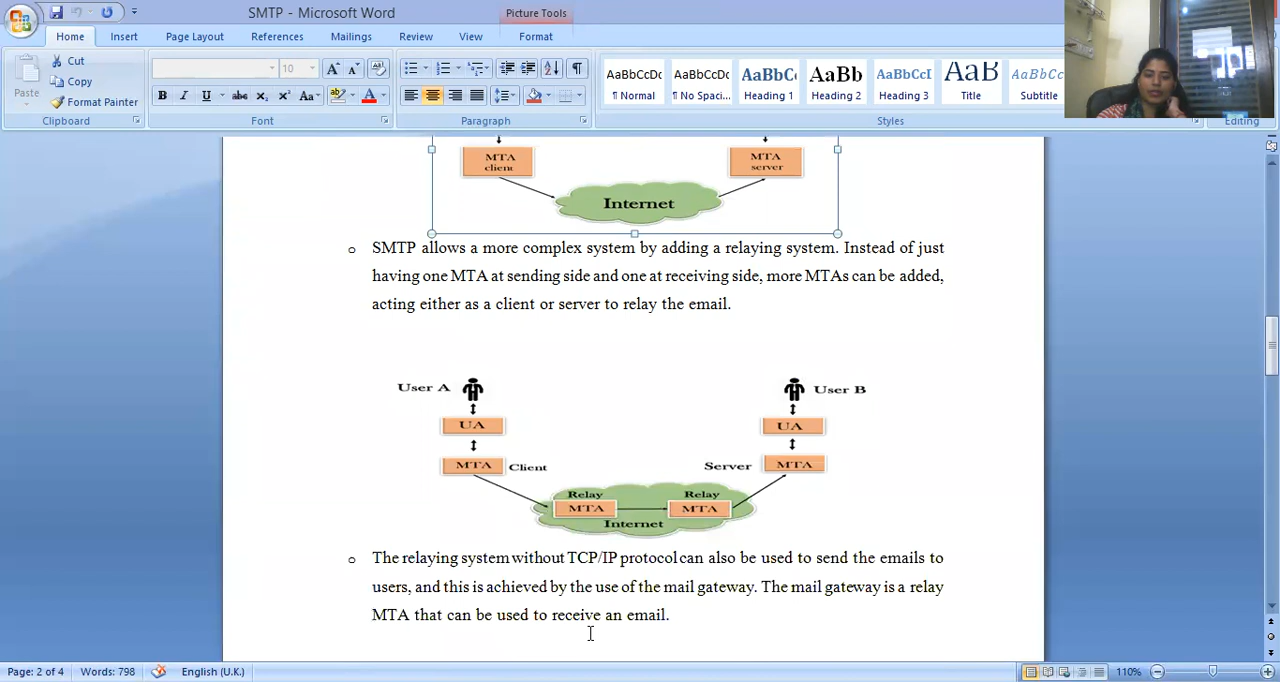 SMTP - Microsoft Word
Picture Tools
Home Insert Page Layout References Mailings Review View Format
Paste
Cut
Copy
Format Painter
10
AaBbCcDc AaBbCcDc AaBbC AaBb AaBbCcI AaB AaBbCc
¶ Normal ¶ No Spaci... Heading 1 Heading 2 Heading 3 Title Subtitle
Clipboard Font Paragraph Styles Editing
MTA
client
MTA
server
Internet
SMTP allows a more complex system by adding a relaying system. Instead of just
having one MTA at sending side and one at receiving side, more MTAs can be added,
acting either as a client or server to relay the email.
User A User B
UA UA
MTA Client Server MTA
Relay Relay
MTA MTA
Internet
The relaying system without TCP/IP protocol can also be used to send the emails to
users, and this is achieved by the use of the mail gateway. The mail gateway is a relay
MTA that can be used to receive an email.
Page: 2 of 4 Words: 798 English (U.K.) 110%